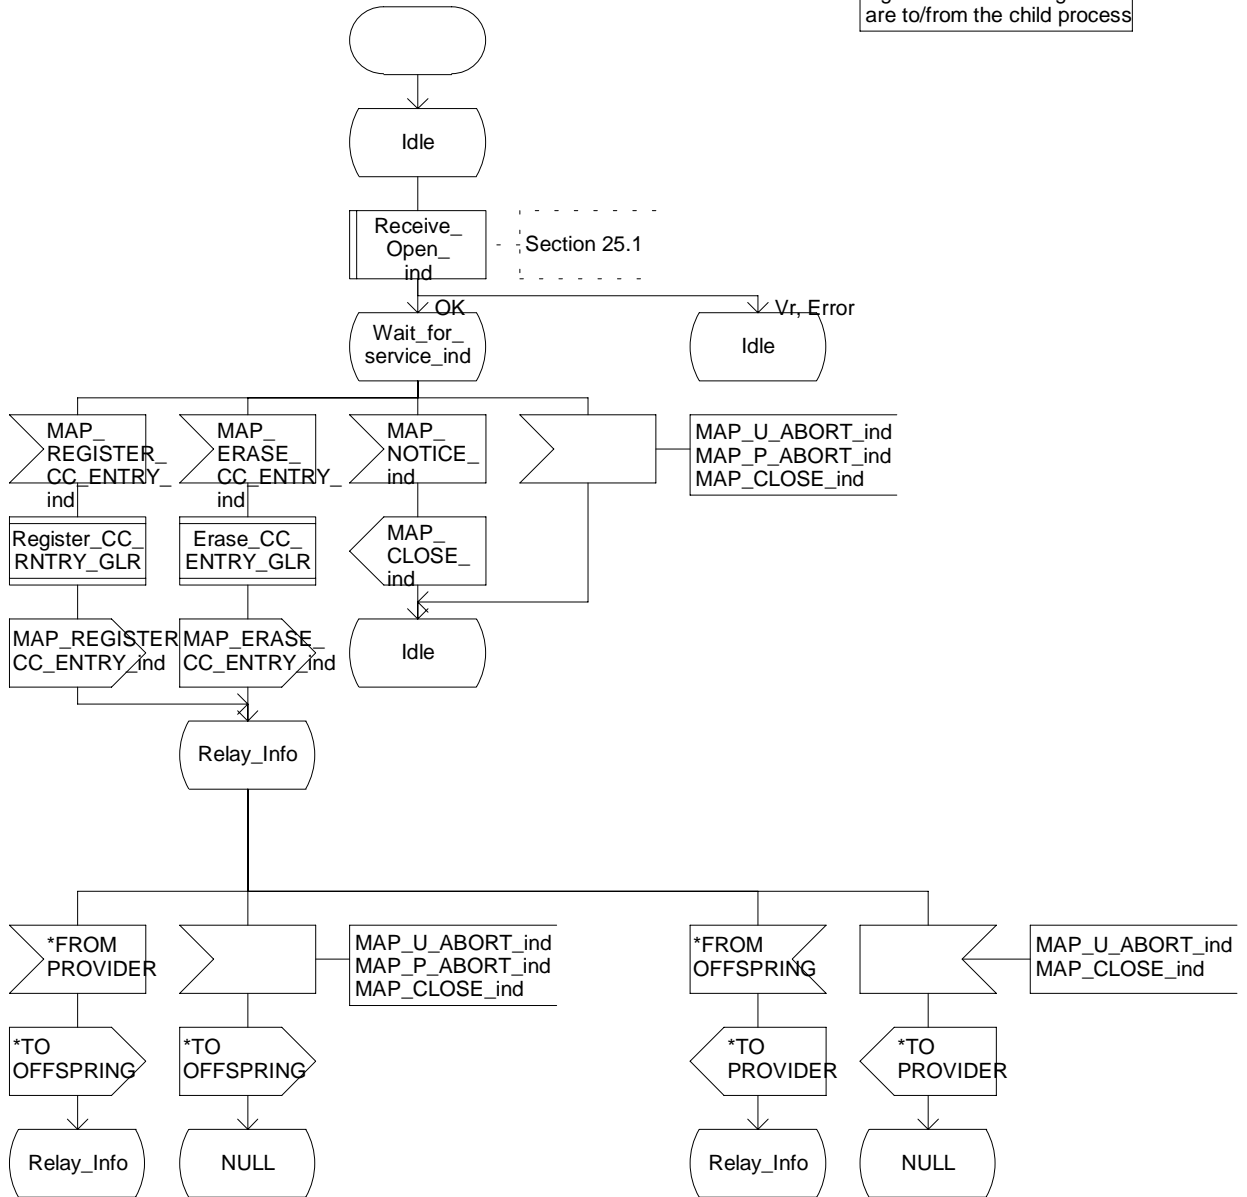 are to/from the child process
Idle
Receive_
Open_
ind
Section 25.1
OK
Vr, Error
Wait_for_
service_ind
Idle
MAP_
REGISTER_
CC_ENTRY_
ind
MAP_
ERASE_
CC_ENTRY_
ind
MAP_
NOTICE_
ind
MAP_U_ABORT_ind
MAP_P_ABORT_ind
MAP_CLOSE_ind
Register_CC_
RNTRY_GLR
Erase_CC_
ENTRY_GLR
MAP_
CLOSE_
ind
MAP_REGISTER
CC_ENTRY_ind
MAP_ERASE_
CC_ENTRY_ind
Idle
Relay_Info
*FROM
PROVIDER
MAP_U_ABORT_ind
MAP_P_ABORT_ind
MAP_CLOSE_ind
*FROM
OFFSPRING
MAP_U_ABORT_ind
MAP_CLOSE_ind
*TO
OFFSPRING
*TO
OFFSPRING
*TO
PROVIDER
*TO
PROVIDER
Relay_Info
NULL
Relay_Info
NULL